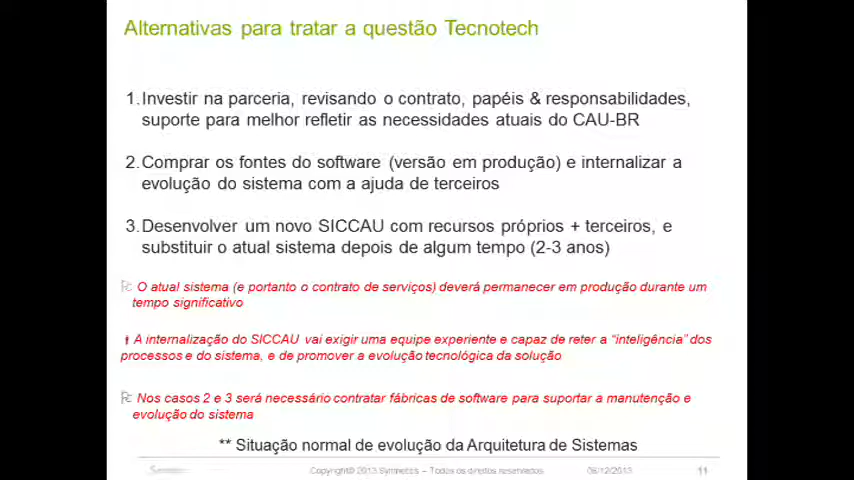 Alternativas para tratar a questão Tecnotech
1. Investir na parceria, revisando o contrato, papéis & responsabilidades,
suporte para melhor refletir as necessidades atuais do CAU-BR
2. Comprar os fontes do software (versão em produção) e internalizar a
evolução do sistema com a ajuda de terceiros
3. Desenvolver um novo SICCAU com recursos próprios + terceiros, e
substituir o atual sistema depois de algum tempo (2-3 anos)
O atual sistema (e portanto o contrato de serviços) deverá permanecer em produção durante um
tempo significativo
A internalização do SICCAU vai exigir uma equipe experiente e capaz de reter a “inteligência” dos
processos e do sistema, e de promover a evolução tecnológica da solução
Nos casos 2 e 3 será necessário contratar fábricas de software para suportar a manutenção e
evolução do sistema
** Situação normal de evolução da Arquitetura de Sistemas
Copyright© 2013 Symnetics – Todos os direitos reservados 06/12/2013 11